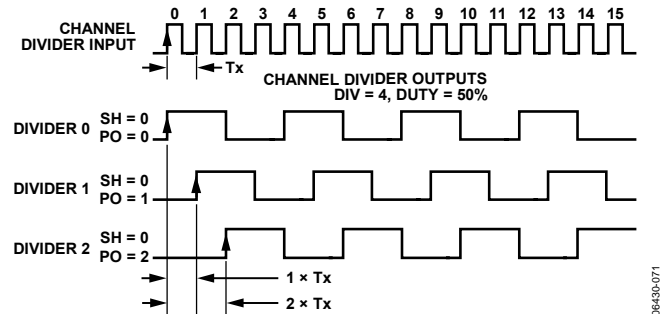 0 1 2 3 4 5 6 7 8 9 10 11 12 13 14 15
CHANNEL
DIVIDER INPUT
Tx
CHANNEL DIVIDER OUTPUTS
DIV = 4, DUTY = 50%
DIVIDER 0
SH = 0
PO = 0
DIVIDER 1
SH = 0
PO = 1
DIVIDER 2
SH = 0
PO = 2
1 × Tx
2 × Tx
06430-071